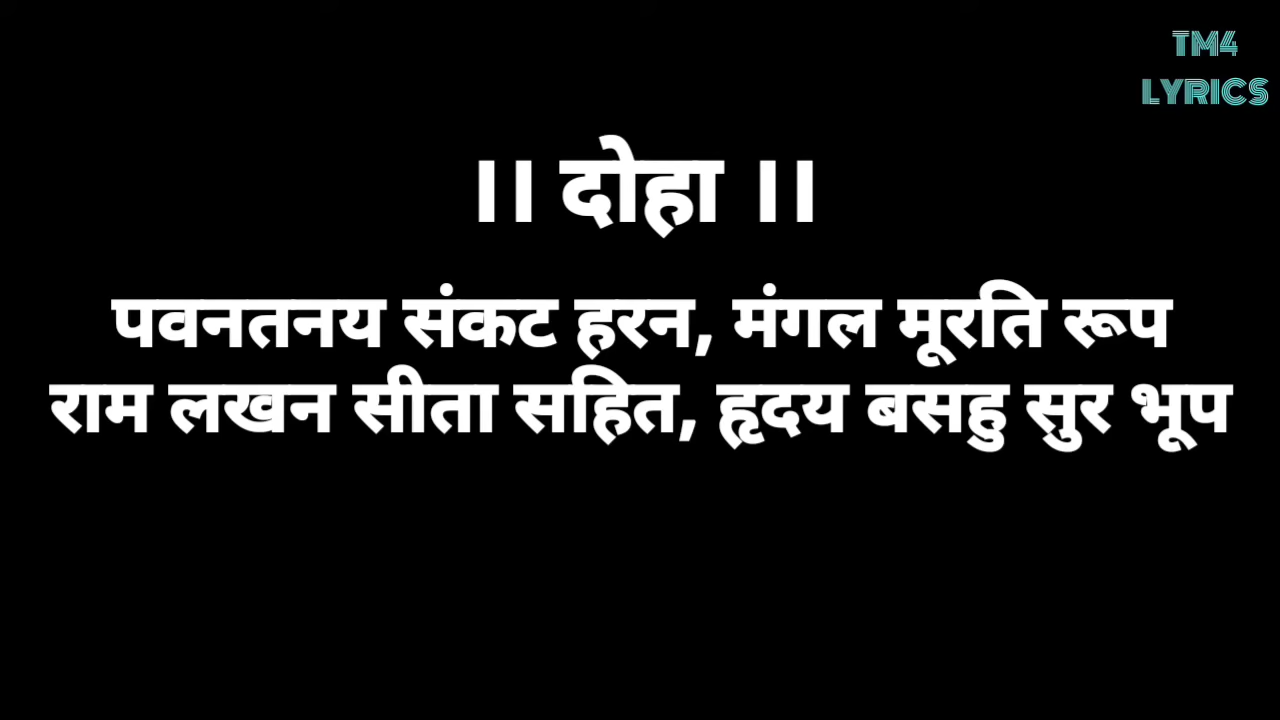 TM4
LYRICS
।। दोहा ।।
पवनतनय संकट हरन, मंगल मूरति रूप
राम लखन सीता सहित, हृदय बसहु सुर भूप